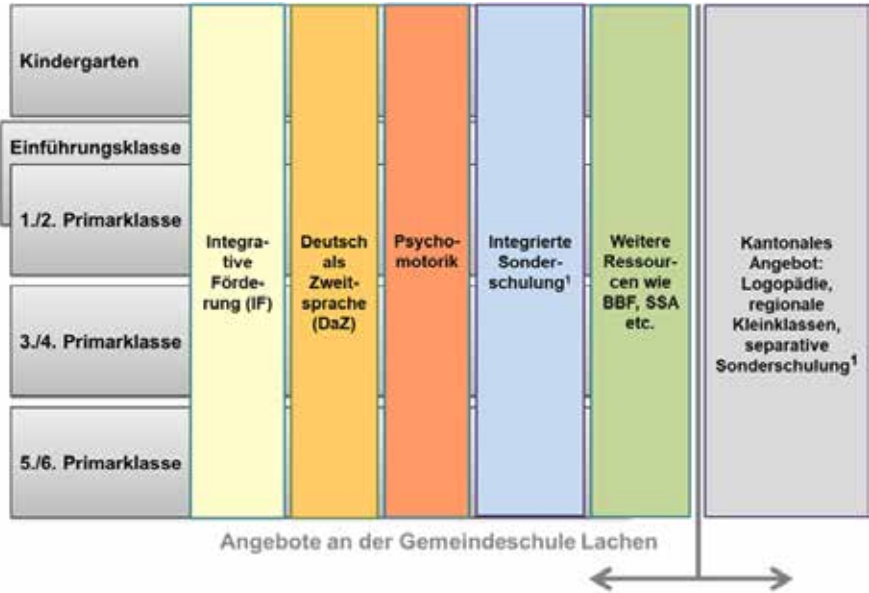 Kindergarten
Einführungsklasse
1./2. Primarklasse
3./4. Primarklasse
5./6. Primarklasse
Integra-
tive
Förde-
rung (IF)
Deutsch
als
Zweit-
sprache
(DaZ)
Psycho-
motorik
Integrierte
Sonder-
schulung¹
Weitere
Ressour-
cen wie
BBF, SSA
etc.
Kantonales
Angebot:
Logopädie,
regionale
Kleinklassen,
separative
Sonderschulung¹
Angebote an der Gemeindeschule Lachen